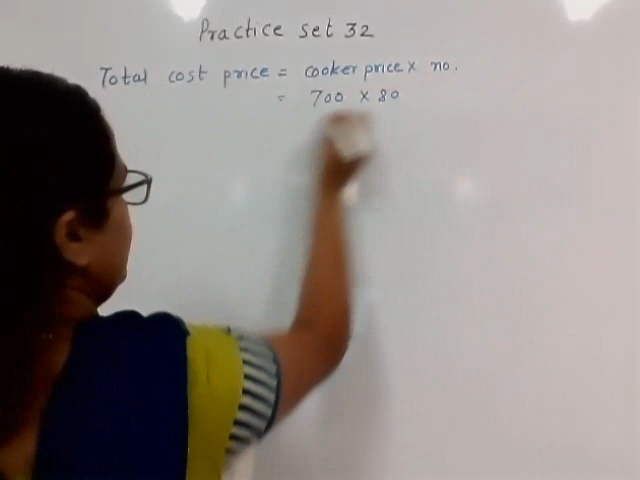 Practice set 32
Total cost price = cooker price x no.
= 700 x 80